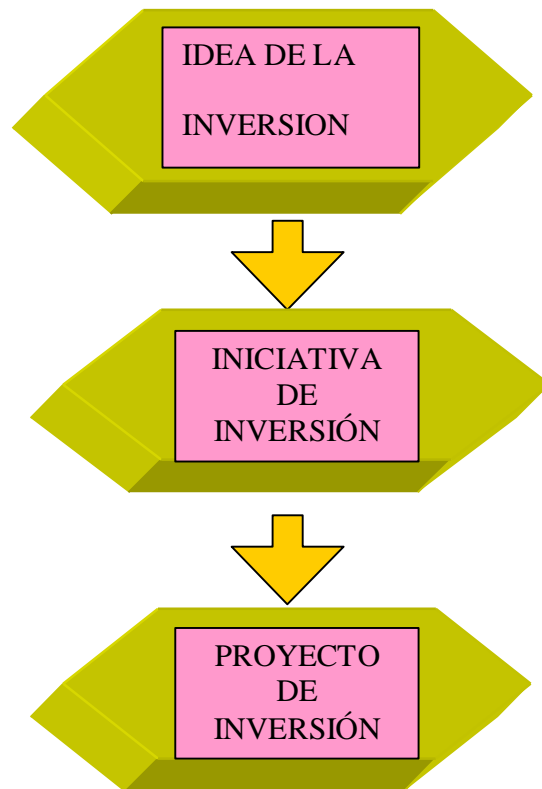 IDEA DE LA
INVERSION
INICIATIVA
DE
INVERSIÓN
PROYECTO
DE
INVERSIÓN